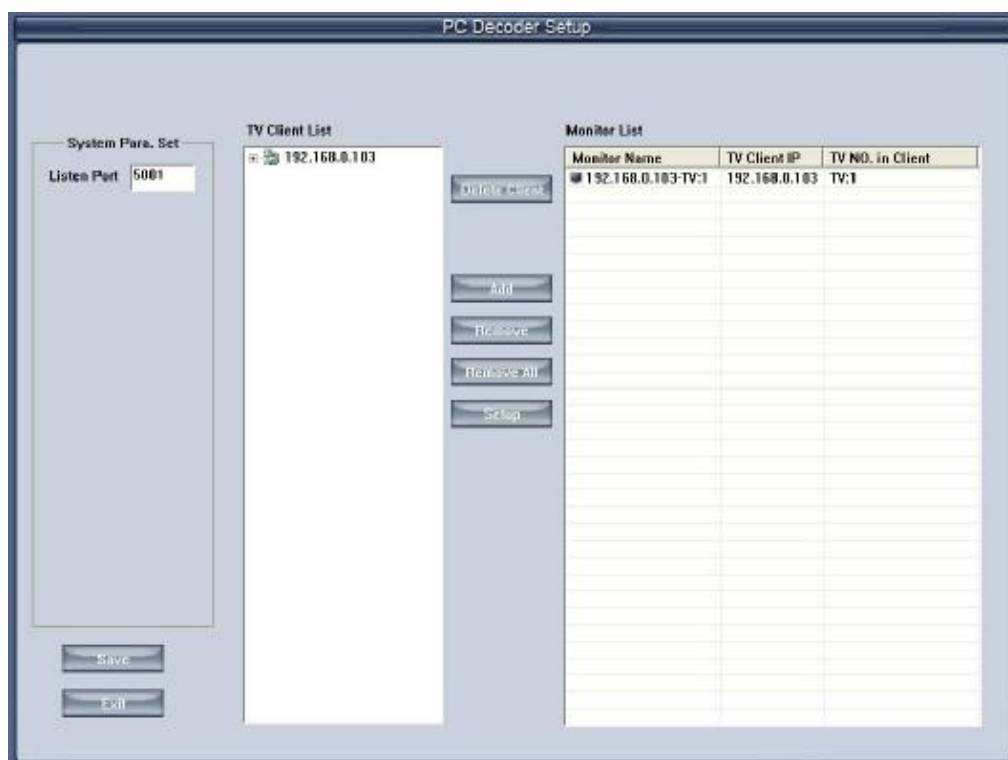 PC Decoder Setup
System Para. Set
Listen Port 5001
TV Client List
192.168.0.103
Delete Client
Add
Remove
Remove All
Setup
Monitor List
Monitor Name TV Client IP TV NO. in Client
192.168.0.103-TV:1 192.168.0.103 TV:1
Save
Exit